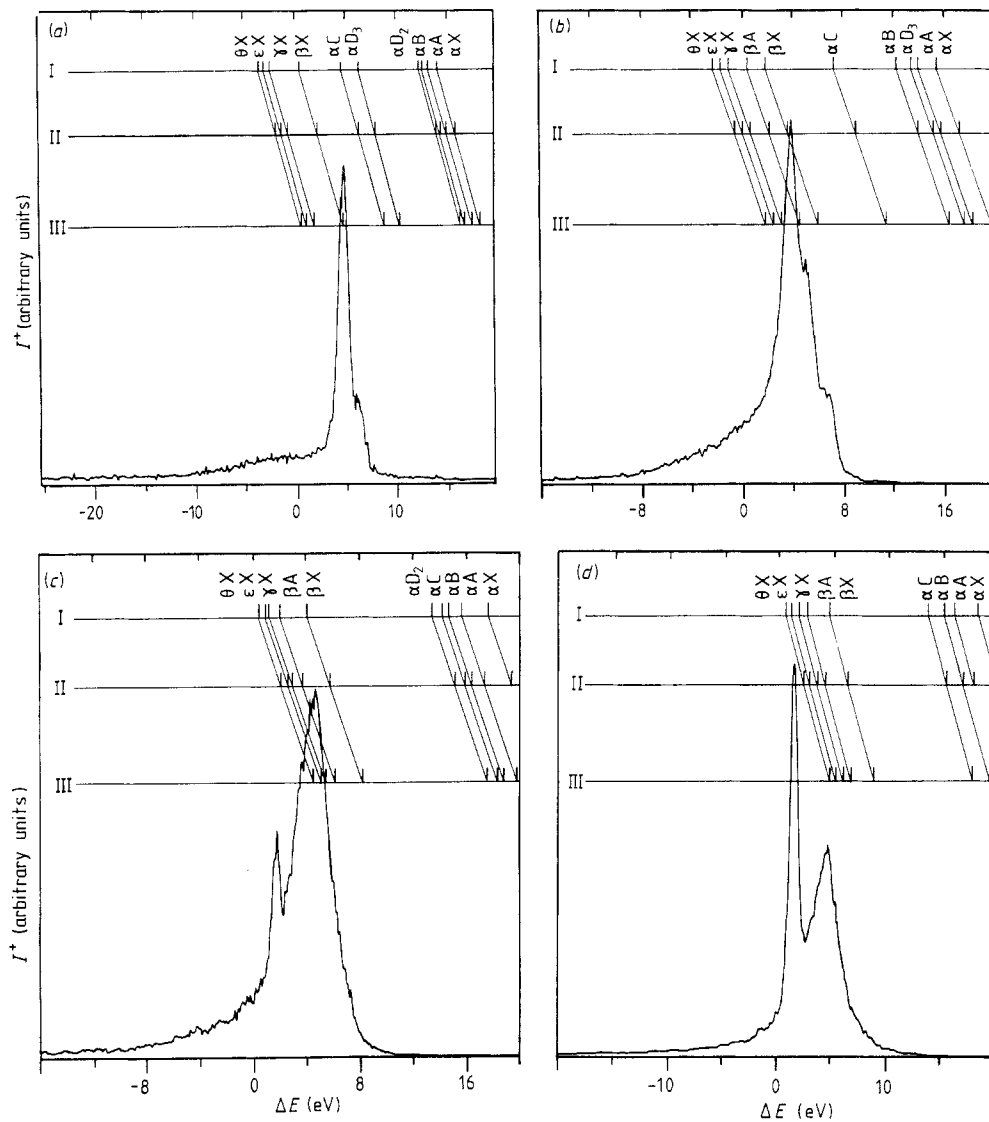 (a)
θX εX γX βX αC αD₃ αD₂ αB αA αX
I
II
III
I⁺ (arbitrary units)
-20 -10 0 10
(b)
θX εX γX βA βX αC αB αD₃ αA αX
I
II
III
-8 0 8 16
(c)
θX εX γX βA βX αD₂ αC αB αA αX
I
II
III
I⁺ (arbitrary units)
-8 0 8 16
ΔE (eV)
(d)
θX εX γX βA βX αC αB αA αX
I
II
III
-10 0 10
ΔE (eV)